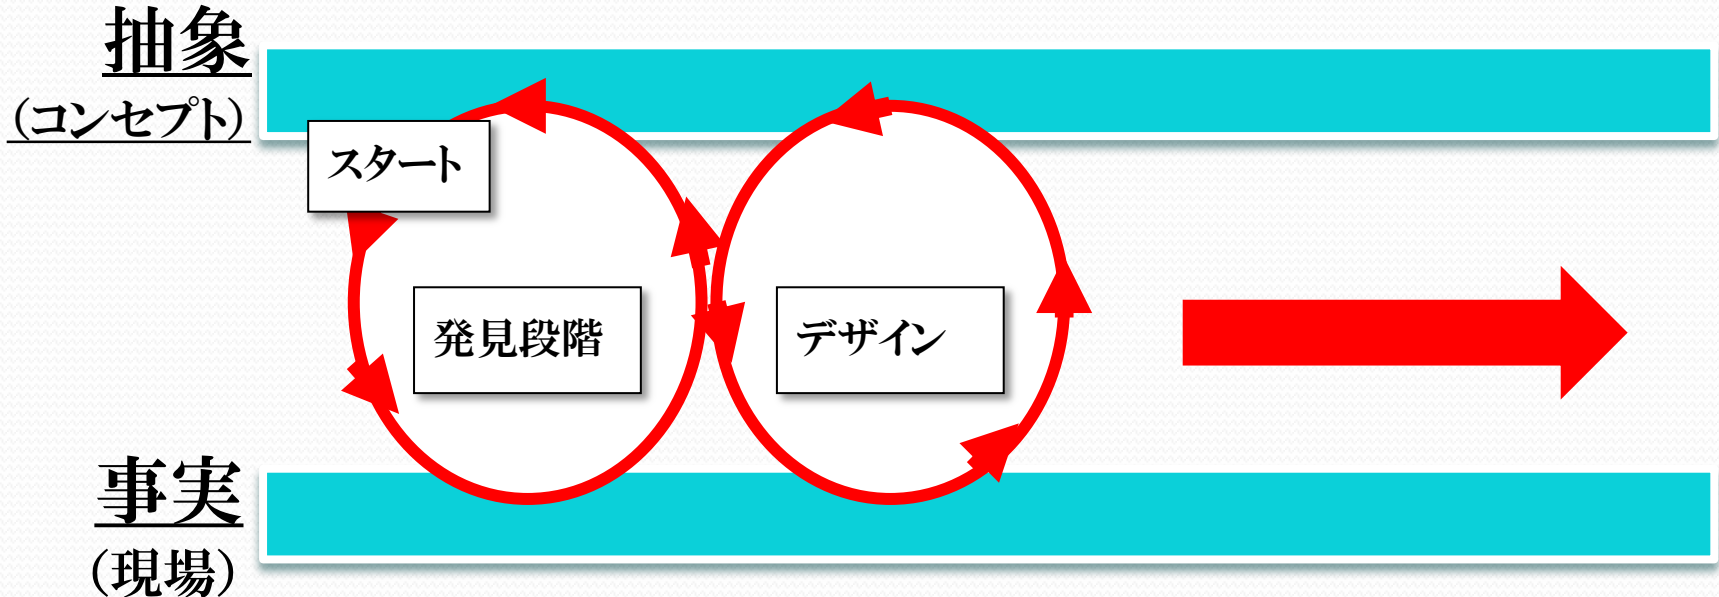 抽象
(コンセプト)
スタート
発見段階
デザイン
事実
(現場)